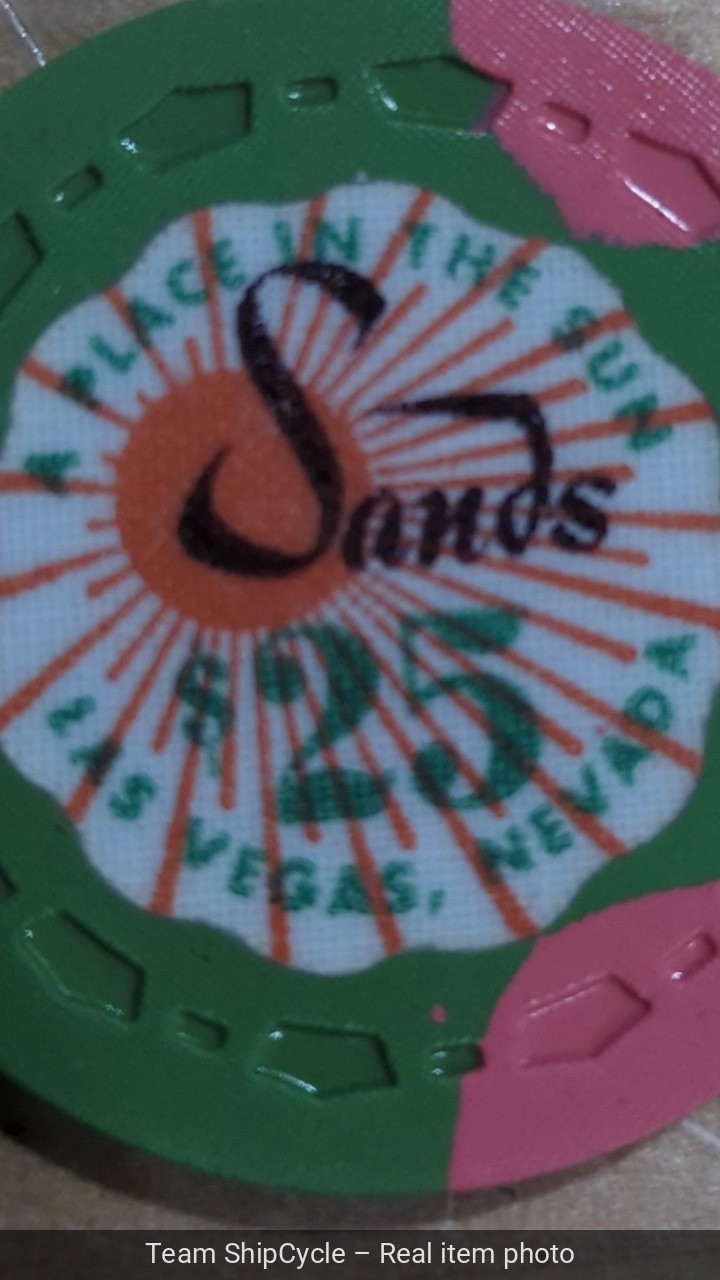 A PLACE IN THE SUN
Sands
$25
LAS VEGAS, NEVADA
Team ShipCycle – Real item photo